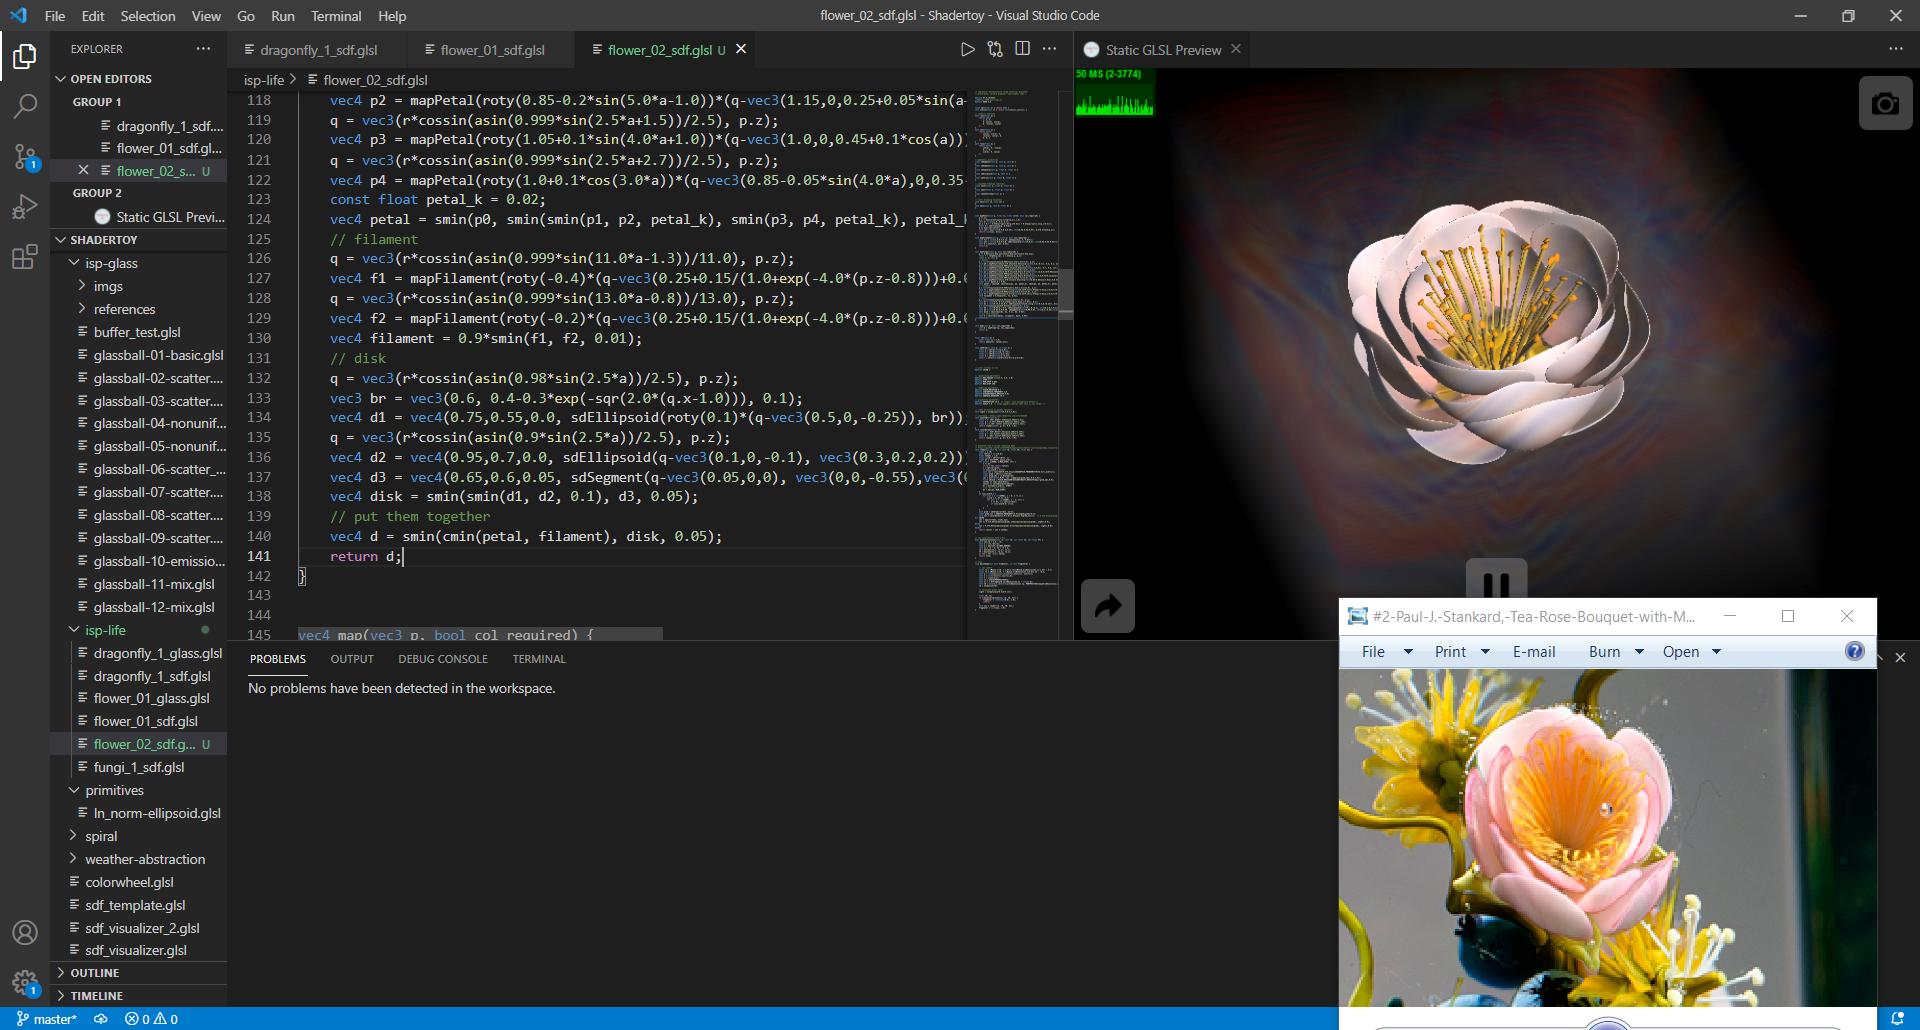 File Edit Selection View Go Run Terminal Help
flower_02_sdf.glsl - Shadertoy - Visual Studio Code
EXPLORER
OPEN EDITORS
GROUP 1
dragonfly_1_sdf....
flower_01_sdf.gl...
flower_02_s... U
GROUP 2
Static GLSL Previ...
SHADERTOY
isp-glass
imgs
references
buffer_test.glsl
glassball-01-basic.glsl
glassball-02-scatter....
glassball-03-scatter....
glassball-04-nonunif...
glassball-05-nonunif...
glassball-06-scatter_...
glassball-07-scatter....
glassball-08-scatter....
glassball-09-scatter....
glassball-10-emissio...
glassball-11-mix.glsl
glassball-12-mix.glsl
isp-life
dragonfly_1_glass.glsl
dragonfly_1_sdf.glsl
flower_01_glass.glsl
flower_01_sdf.glsl
flower_02_sdf.g... U
fungi_1_sdf.glsl
primitives
ln_norm-ellipsoid.glsl
spiral
weather-abstraction
colorwheel.glsl
sdf_template.glsl
sdf_visualizer_2.glsl
sdf_visualizer.glsl
OUTLINE
TIMELINE
dragonfly_1_sdf.glsl flower_01_sdf.glsl flower_02_sdf.glsl U
isp-life > flower_02_sdf.glsl
118 vec4 p2 = mapPetal(roty(0.85-0.2*sin(5.0*a-1.0))*(q-vec3(1.15,0,0.25+0.05*sin(a-
119 q = vec3(r*cossin(asin(0.999*sin(2.5*a+1.5))/2.5), p.z);
120 vec4 p3 = mapPetal(roty(1.05+0.1*sin(4.0*a+1.0))*(q-vec3(1.0,0,0.45+0.1*cos(a))
121 q = vec3(r*cossin(asin(0.999*sin(2.5*a+2.7))/2.5), p.z);
122 vec4 p4 = mapPetal(roty(1.0+0.1*cos(3.0*a))*(q-vec3(0.85-0.05*sin(4.0*a),0,0.35
123 const float petal_k = 0.02;
124 vec4 petal = smin(p0, smin(smin(p1, p2, petal_k), smin(p3, p4, petal_k), petal_k
125 // filament
126 q = vec3(r*cossin(asin(0.999*sin(11.0*a-1.3))/11.0), p.z);
127 vec4 f1 = mapFilament(roty(-0.4)*(q-vec3(0.25+0.15/(1.0+exp(-4.0*(p.z-0.8)))+0.0
128 q = vec3(r*cossin(asin(0.999*sin(13.0*a-0.8))/13.0), p.z);
129 vec4 f2 = mapFilament(roty(-0.2)*(q-vec3(0.25+0.15/(1.0+exp(-4.0*(p.z-0.8)))+0.0
130 vec4 filament = 0.9*smin(f1, f2, 0.01);
131 // disk
132 q = vec3(r*cossin(asin(0.98*sin(2.5*a))/2.5), p.z);
133 vec3 br = vec3(0.6, 0.4-0.3*exp(-sqr(2.0*(q.x-1.0))), 0.1);
134 vec4 d1 = vec4(0.75,0.55,0.0, sdEllipsoid(roty(0.1)*(q-vec3(0.5,0,-0.25)), br))
135 q = vec3(r*cossin(asin(0.9*sin(2.5*a))/2.5), p.z);
136 vec4 d2 = vec4(0.95,0.7,0.0, sdEllipsoid(q-vec3(0.1,0,-0.1), vec3(0.3,0.2,0.2))
137 vec4 d3 = vec4(0.65,0.6,0.05, sdSegment(q-vec3(0.05,0,0), vec3(0,0,-0.55),vec3(
138 vec4 disk = smin(smin(d1, d2, 0.1), d3, 0.05);
139 // put them together
140 vec4 d = smin(cmin(petal, filament), disk, 0.05);
141 return d;
142 }
143
144
145 vec4 map(vec3 p, bool col_required) {
PROBLEMS OUTPUT DEBUG CONSOLE TERMINAL
No problems have been detected in the workspace.
Static GLSL Preview
50 MS (2-3774)
#2-Paul-J.-Stankard,-Tea-Rose-Bouquet-with-M...
File Print E-mail Burn Open
?
1
1
master* 0 0